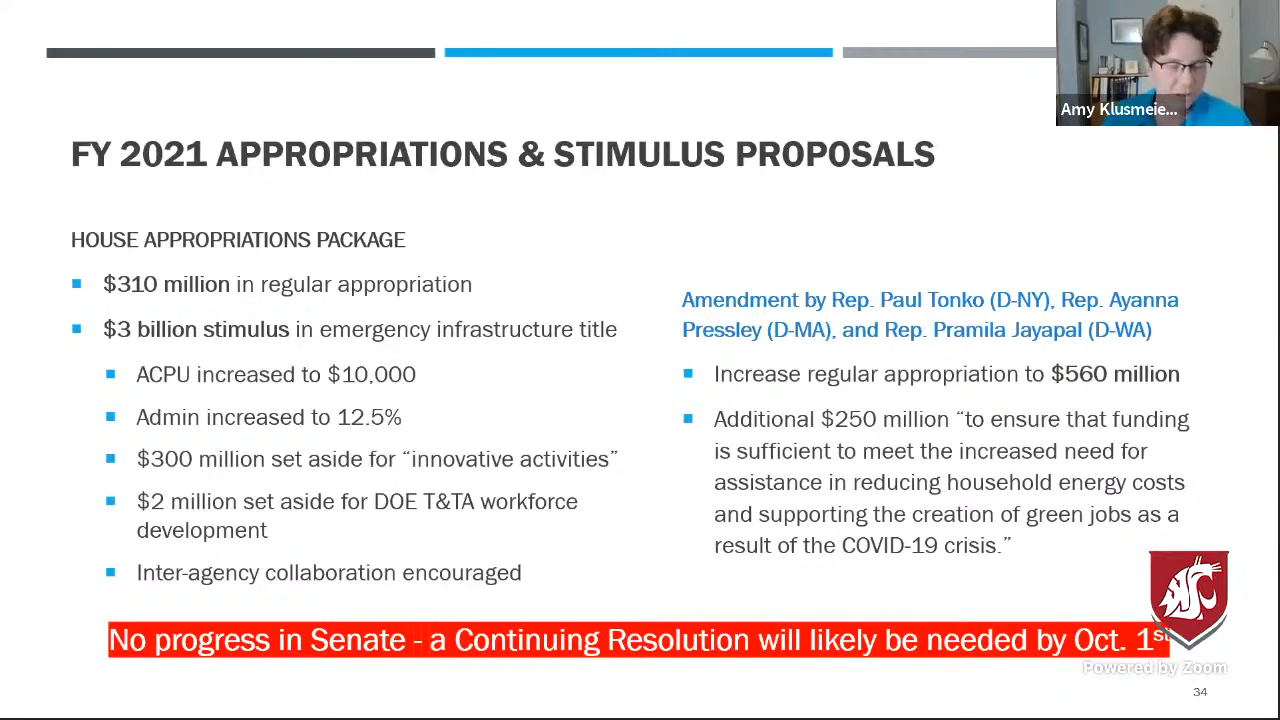 Amy Klusmeie...
FY 2021 APPROPRIATIONS & STIMULUS PROPOSALS
HOUSE APPROPRIATIONS PACKAGE
$310 million in regular appropriation
$3 billion stimulus in emergency infrastructure title
ACPU increased to $10,000
Admin increased to 12.5%
$300 million set aside for “innovative activities”
$2 million set aside for DOE T&TA workforce
development
Inter-agency collaboration encouraged
Amendment by Rep. Paul Tonko (D-NY), Rep. Ayanna
Pressley (D-MA), and Rep. Pramila Jayapal (D-WA)
Increase regular appropriation to $560 million
Additional $250 million “to ensure that funding
is sufficient to meet the increased need for
assistance in reducing household energy costs
and supporting the creation of green jobs as a
result of the COVID-19 crisis.”
No progress in Senate - a Continuing Resolution will likely be needed by Oct. 1st
Powered by Zoom
34